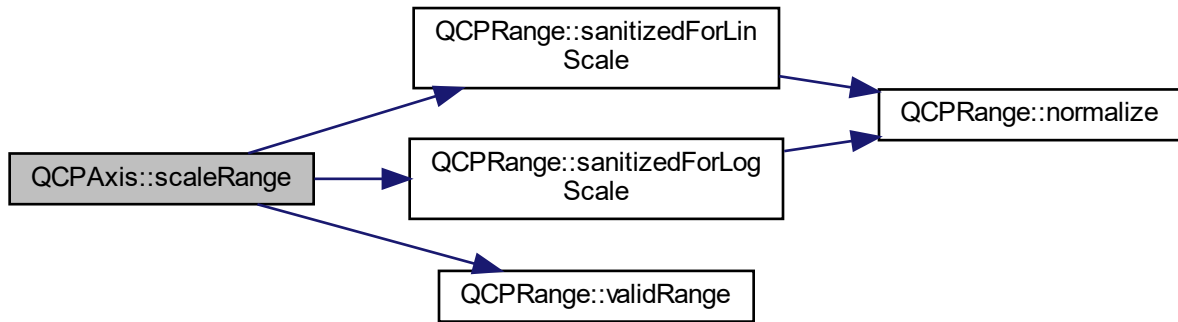 QCPRange::sanitizedForLin
Scale
QCPRange::normalize
QCPAxis::scaleRange
QCPRange::sanitizedForLog
Scale
QCPRange::validRange